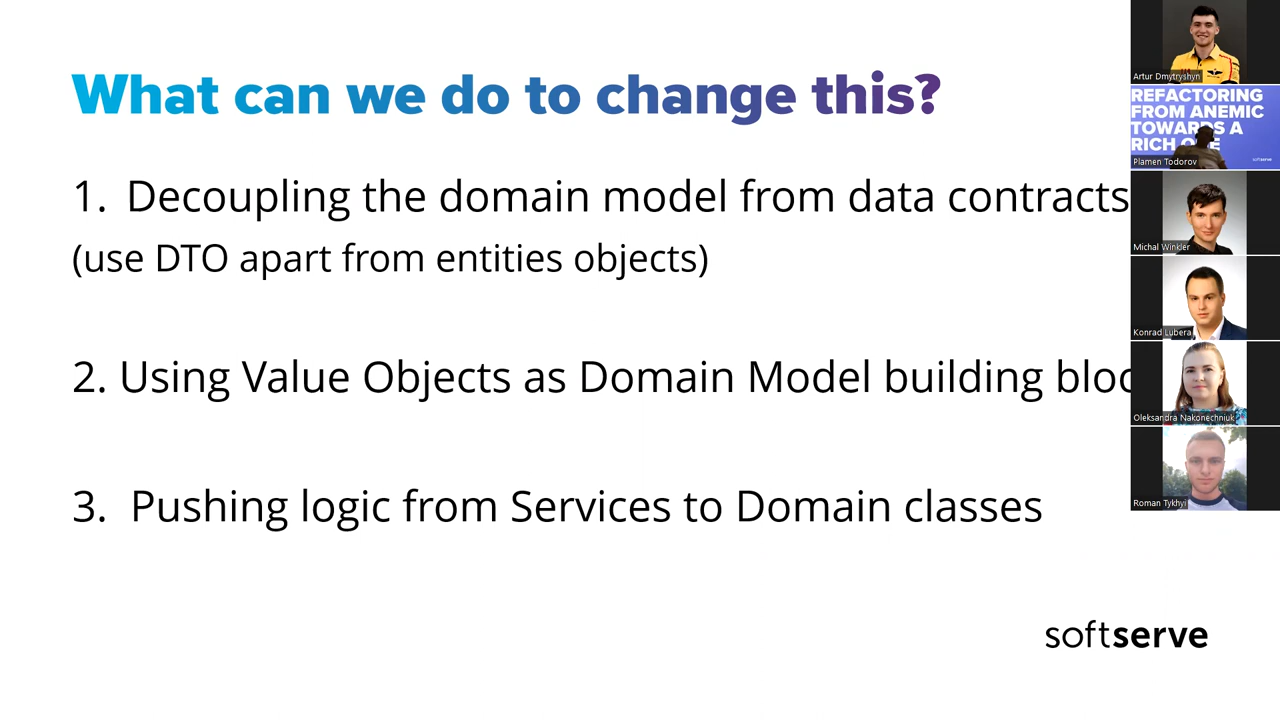 What can we do to change this?
1. Decoupling the domain model from data contracts
(use DTO apart from entities objects)
2. Using Value Objects as Domain Model building bloc
3. Pushing logic from Services to Domain classes
softserve
Artur Dmytryshyn
REFACTORING
FROM ANEMIC
TOWARDS A
RICH
softserve
Plamen Todorov
Michal Winkler
Konrad Lubera
Oleksandra Nakonechniuk
Roman Tykhyi